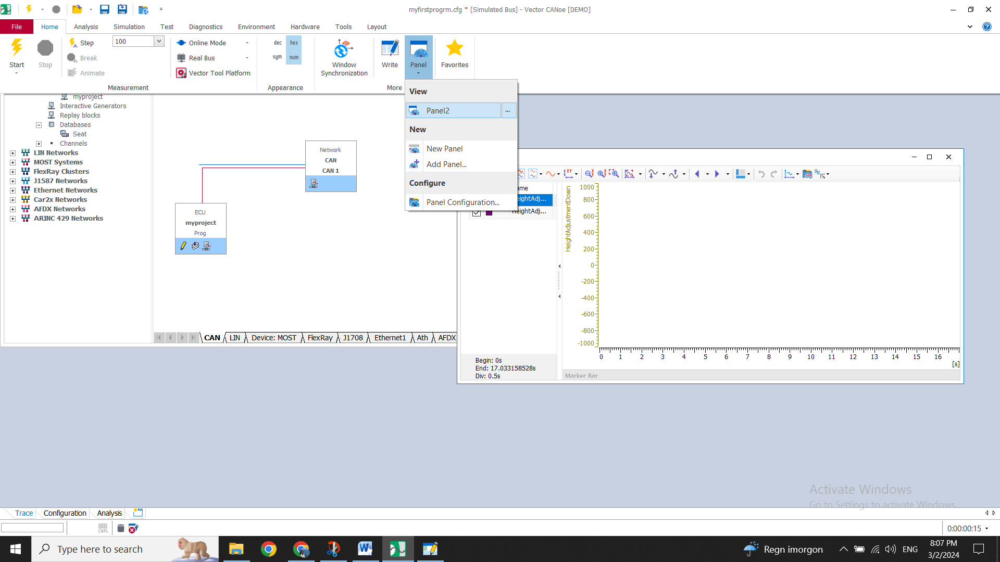 myfirstprogrm.cfg * [Simulated Bus] - Vector CANoe [DEMO]
File Home Analysis Simulation Test Diagnostics Environment Hardware Tools Layout
Start
Stop
Step
100
Break
Animate
Measurement
Online Mode
Real Bus
Vector Tool Platform
dec hex
sym num
Appearance
Window
Synchronization
More
Write
Panel
Favorites
View
Panel2
...
New
New Panel
Add Panel...
Configure
Panel Configuration...
myproject
Interactive Generators
Replay blocks
Databases
Seat
Channels
LIN Networks
MOST Systems
FlexRay Clusters
J1587 Networks
Ethernet Networks
Car2x Networks
AFDX Networks
ARINC 429 Networks
Network
CAN
CAN 1
ECU
myproject
Prog
CAN LIN Device: MOST FlexRay J1708 Ethernet1 Ath AFDX
ame
eightAdj...
HeightAdj...
HeightAdjustmentDown
1000
800
600
400
200
0
-200
-400
-600
-800
-1000
0 1 2 3 4 5 6 7 8 9 10 11 12 13 14 15 16
[s]
Begin: 0s
End: 17.033158528s
Div: 0.5s
Marker Bar
Activate Windows
Go to Settings to activate Windows.
Trace Configuration Analysis
CAPL
0:00:00:15
Type here to search
Regn imorgon
ENG
8:07 PM
3/2/2024